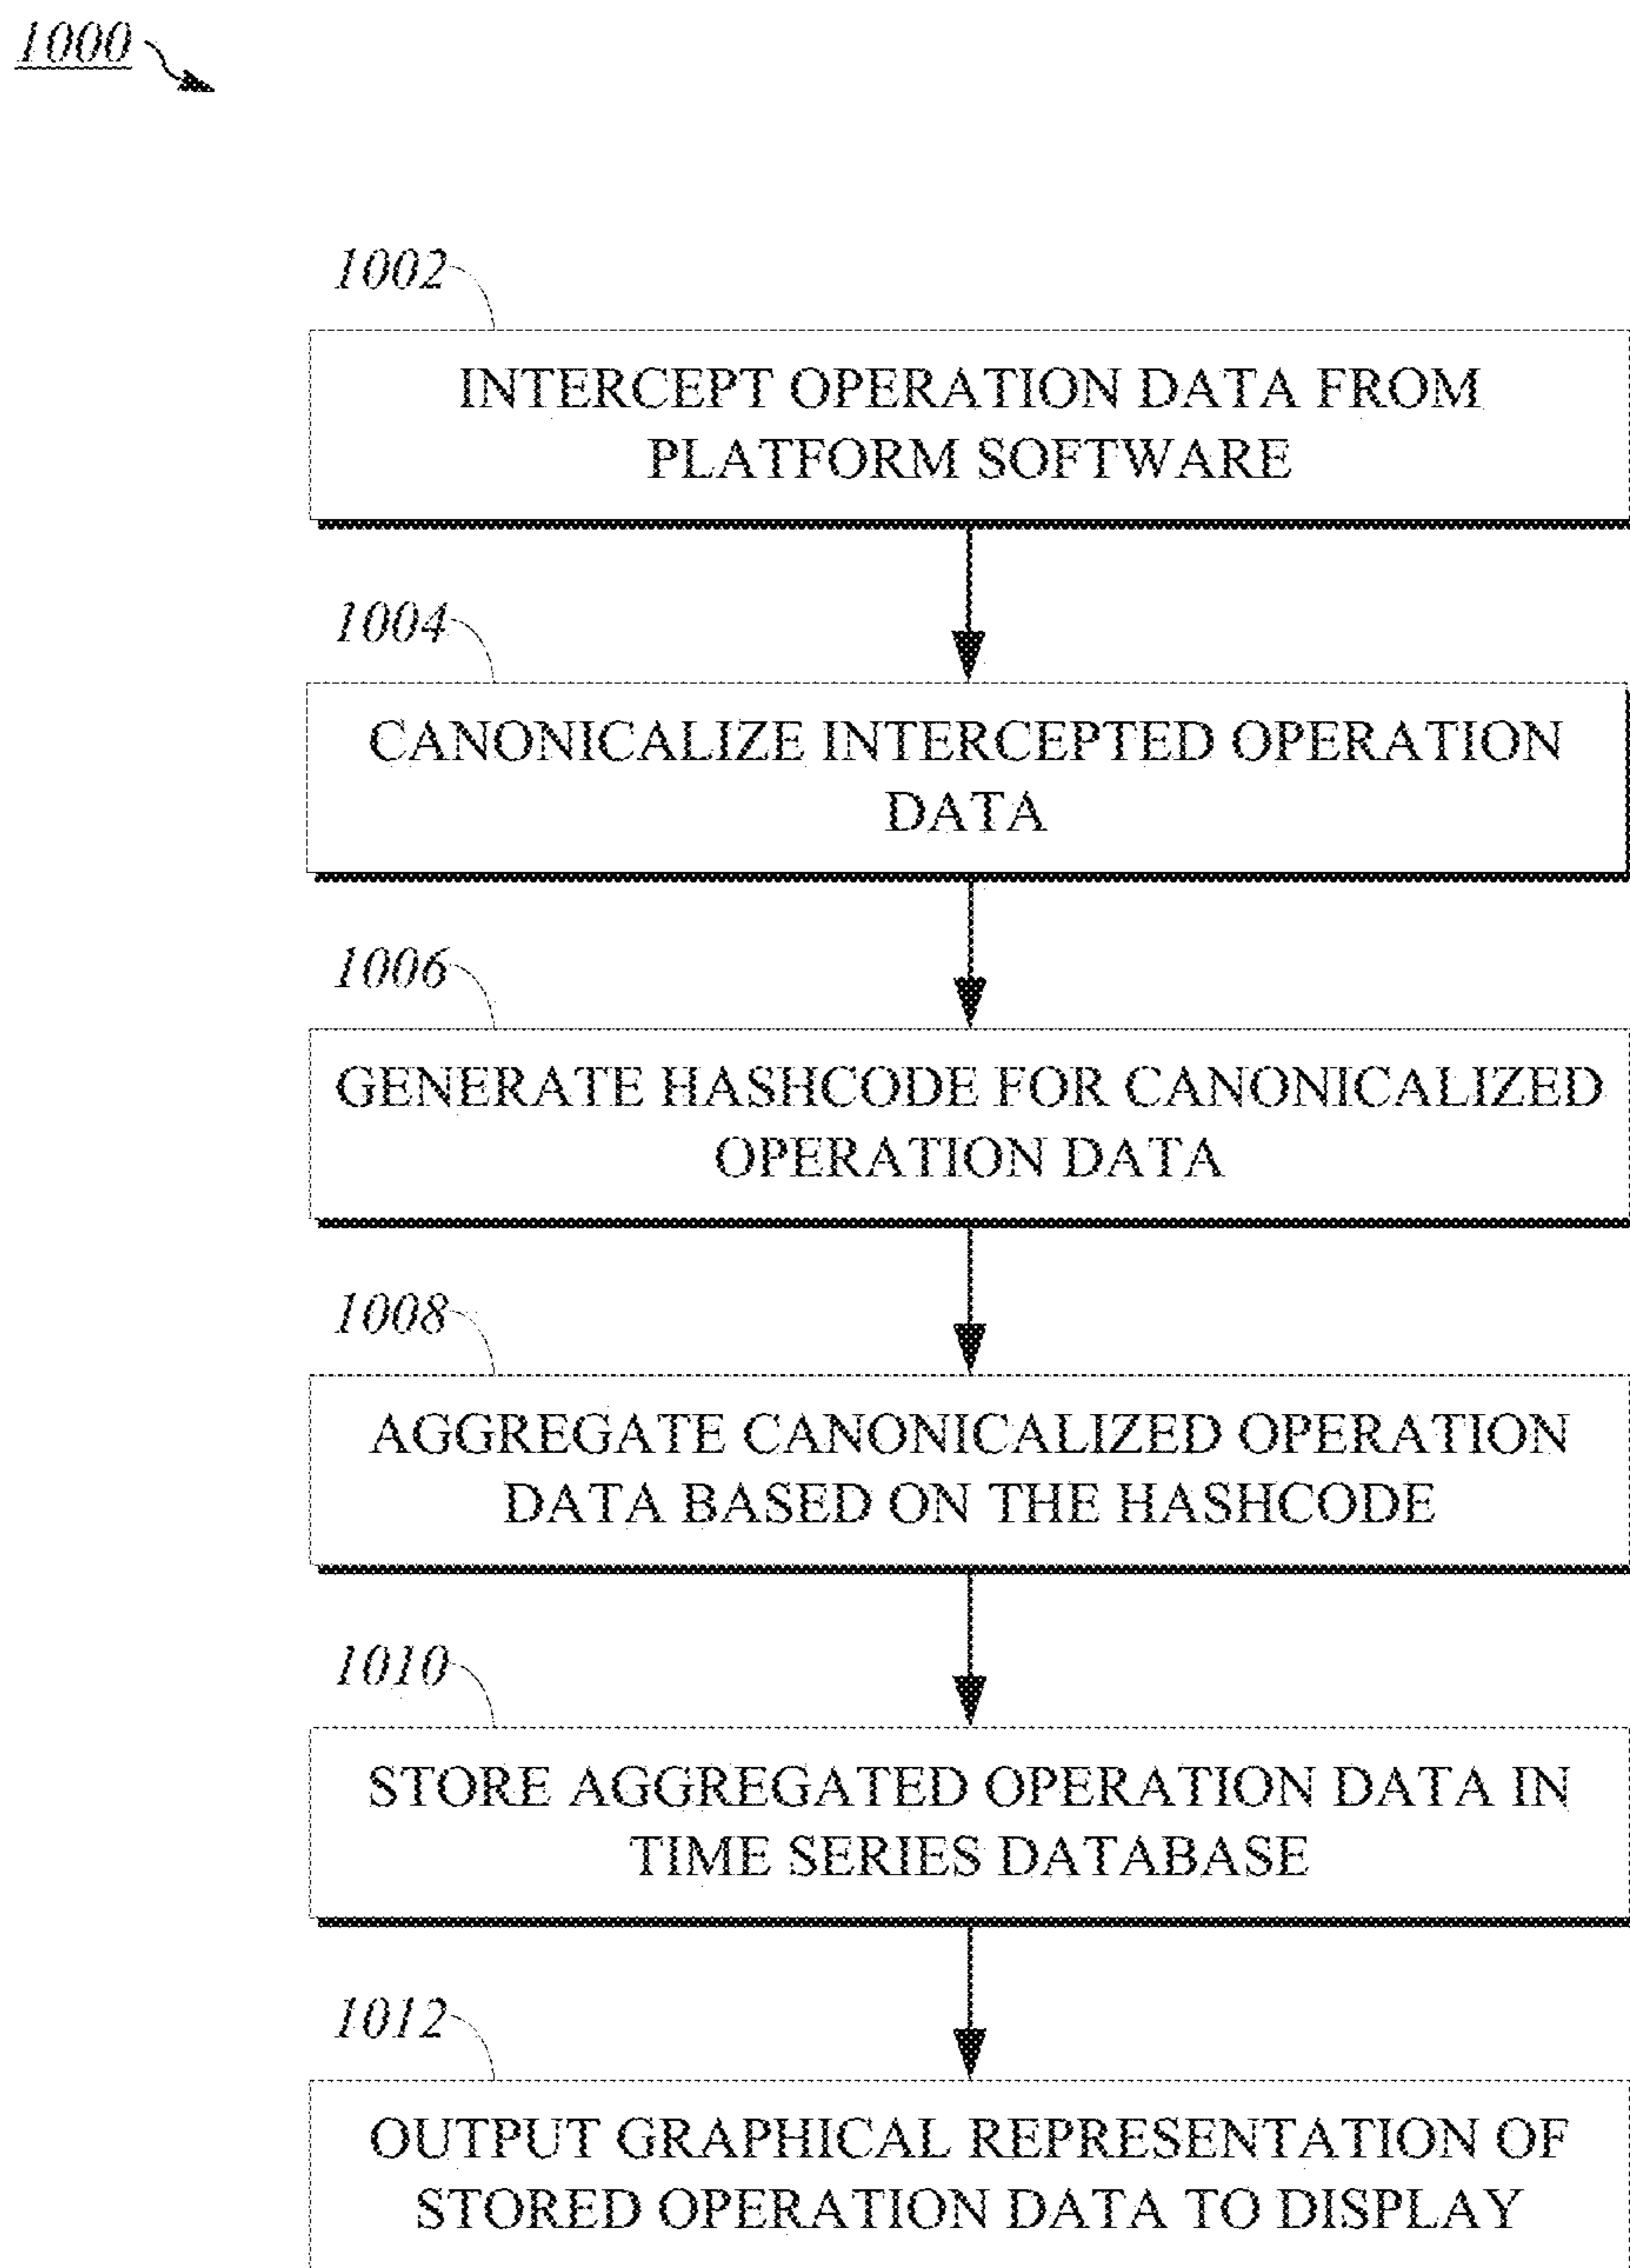 1000
1002
INTERCEPT OPERATION DATA FROM
PLATFORM SOFTWARE
1004
CANONICALIZE INTERCEPTED OPERATION
DATA
1006
GENERATE HASHCODE FOR CANONICALIZED
OPERATION DATA
1008
AGGREGATE CANONICALIZED OPERATION
DATA BASED ON THE HASHCODE
1010
STORE AGGREGATED OPERATION DATA IN
TIME SERIES DATABASE
1012
OUTPUT GRAPHICAL REPRESENTATION OF
STORED OPERATION DATA TO DISPLAY